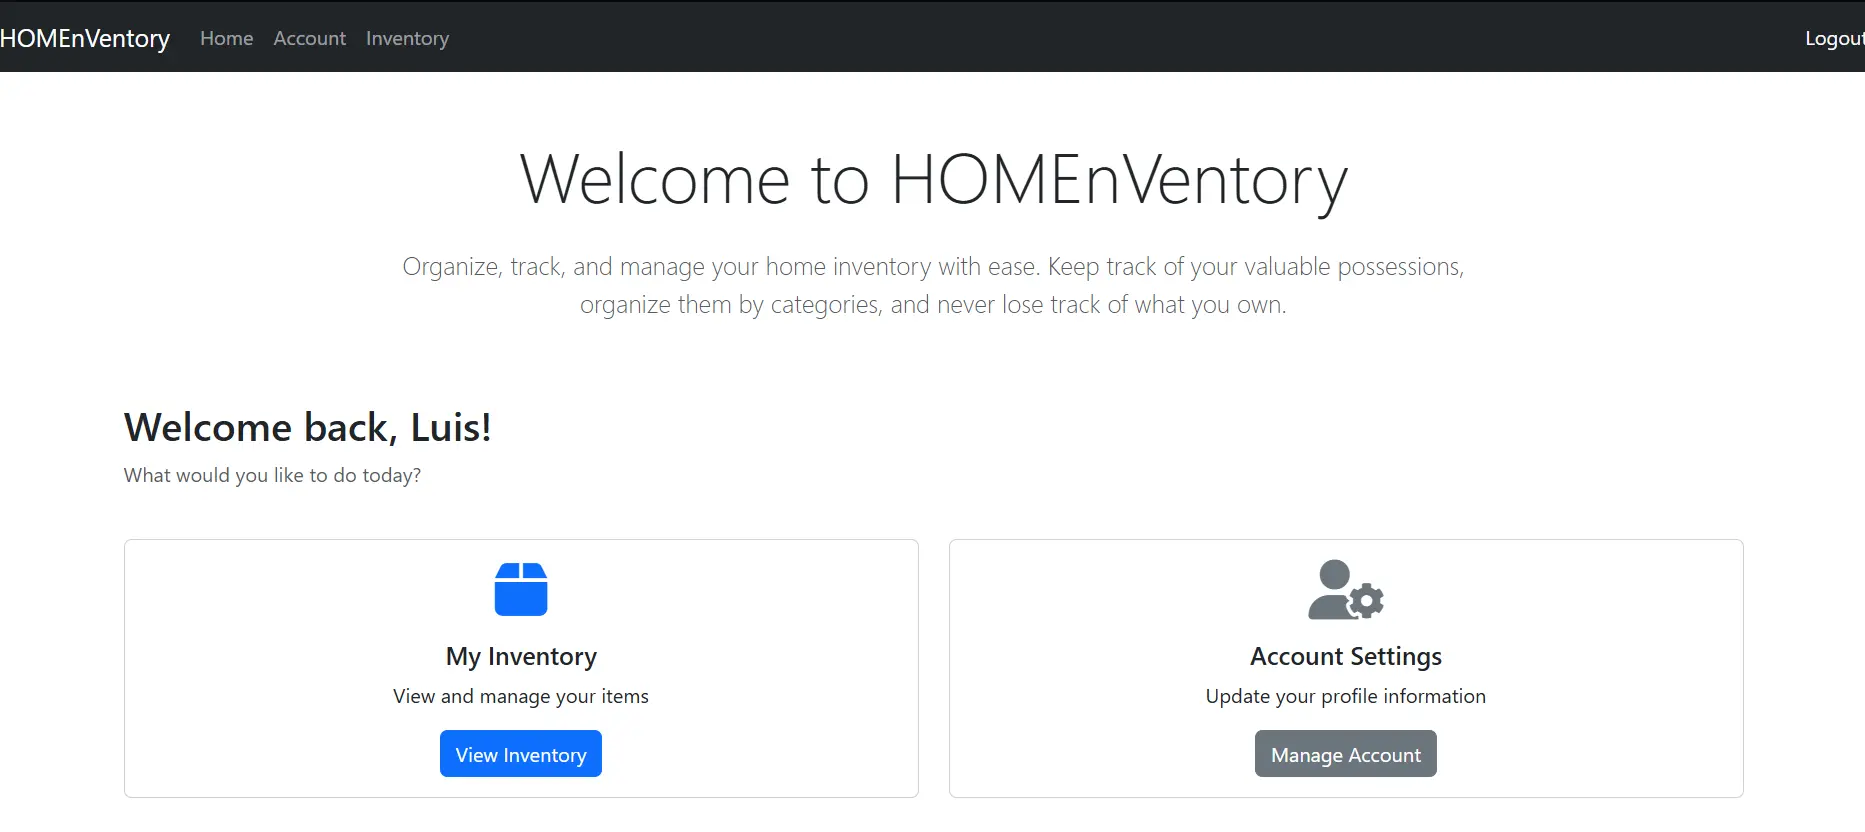 HOMEnVentory Home Account Inventory Logout
Welcome to HOMEnVentory
Organize, track, and manage your home inventory with ease. Keep track of your valuable possessions,
organize them by categories, and never lose track of what you own.
Welcome back, Luis!
What would you like to do today?
My Inventory
View and manage your items
View Inventory
Account Settings
Update your profile information
Manage Account